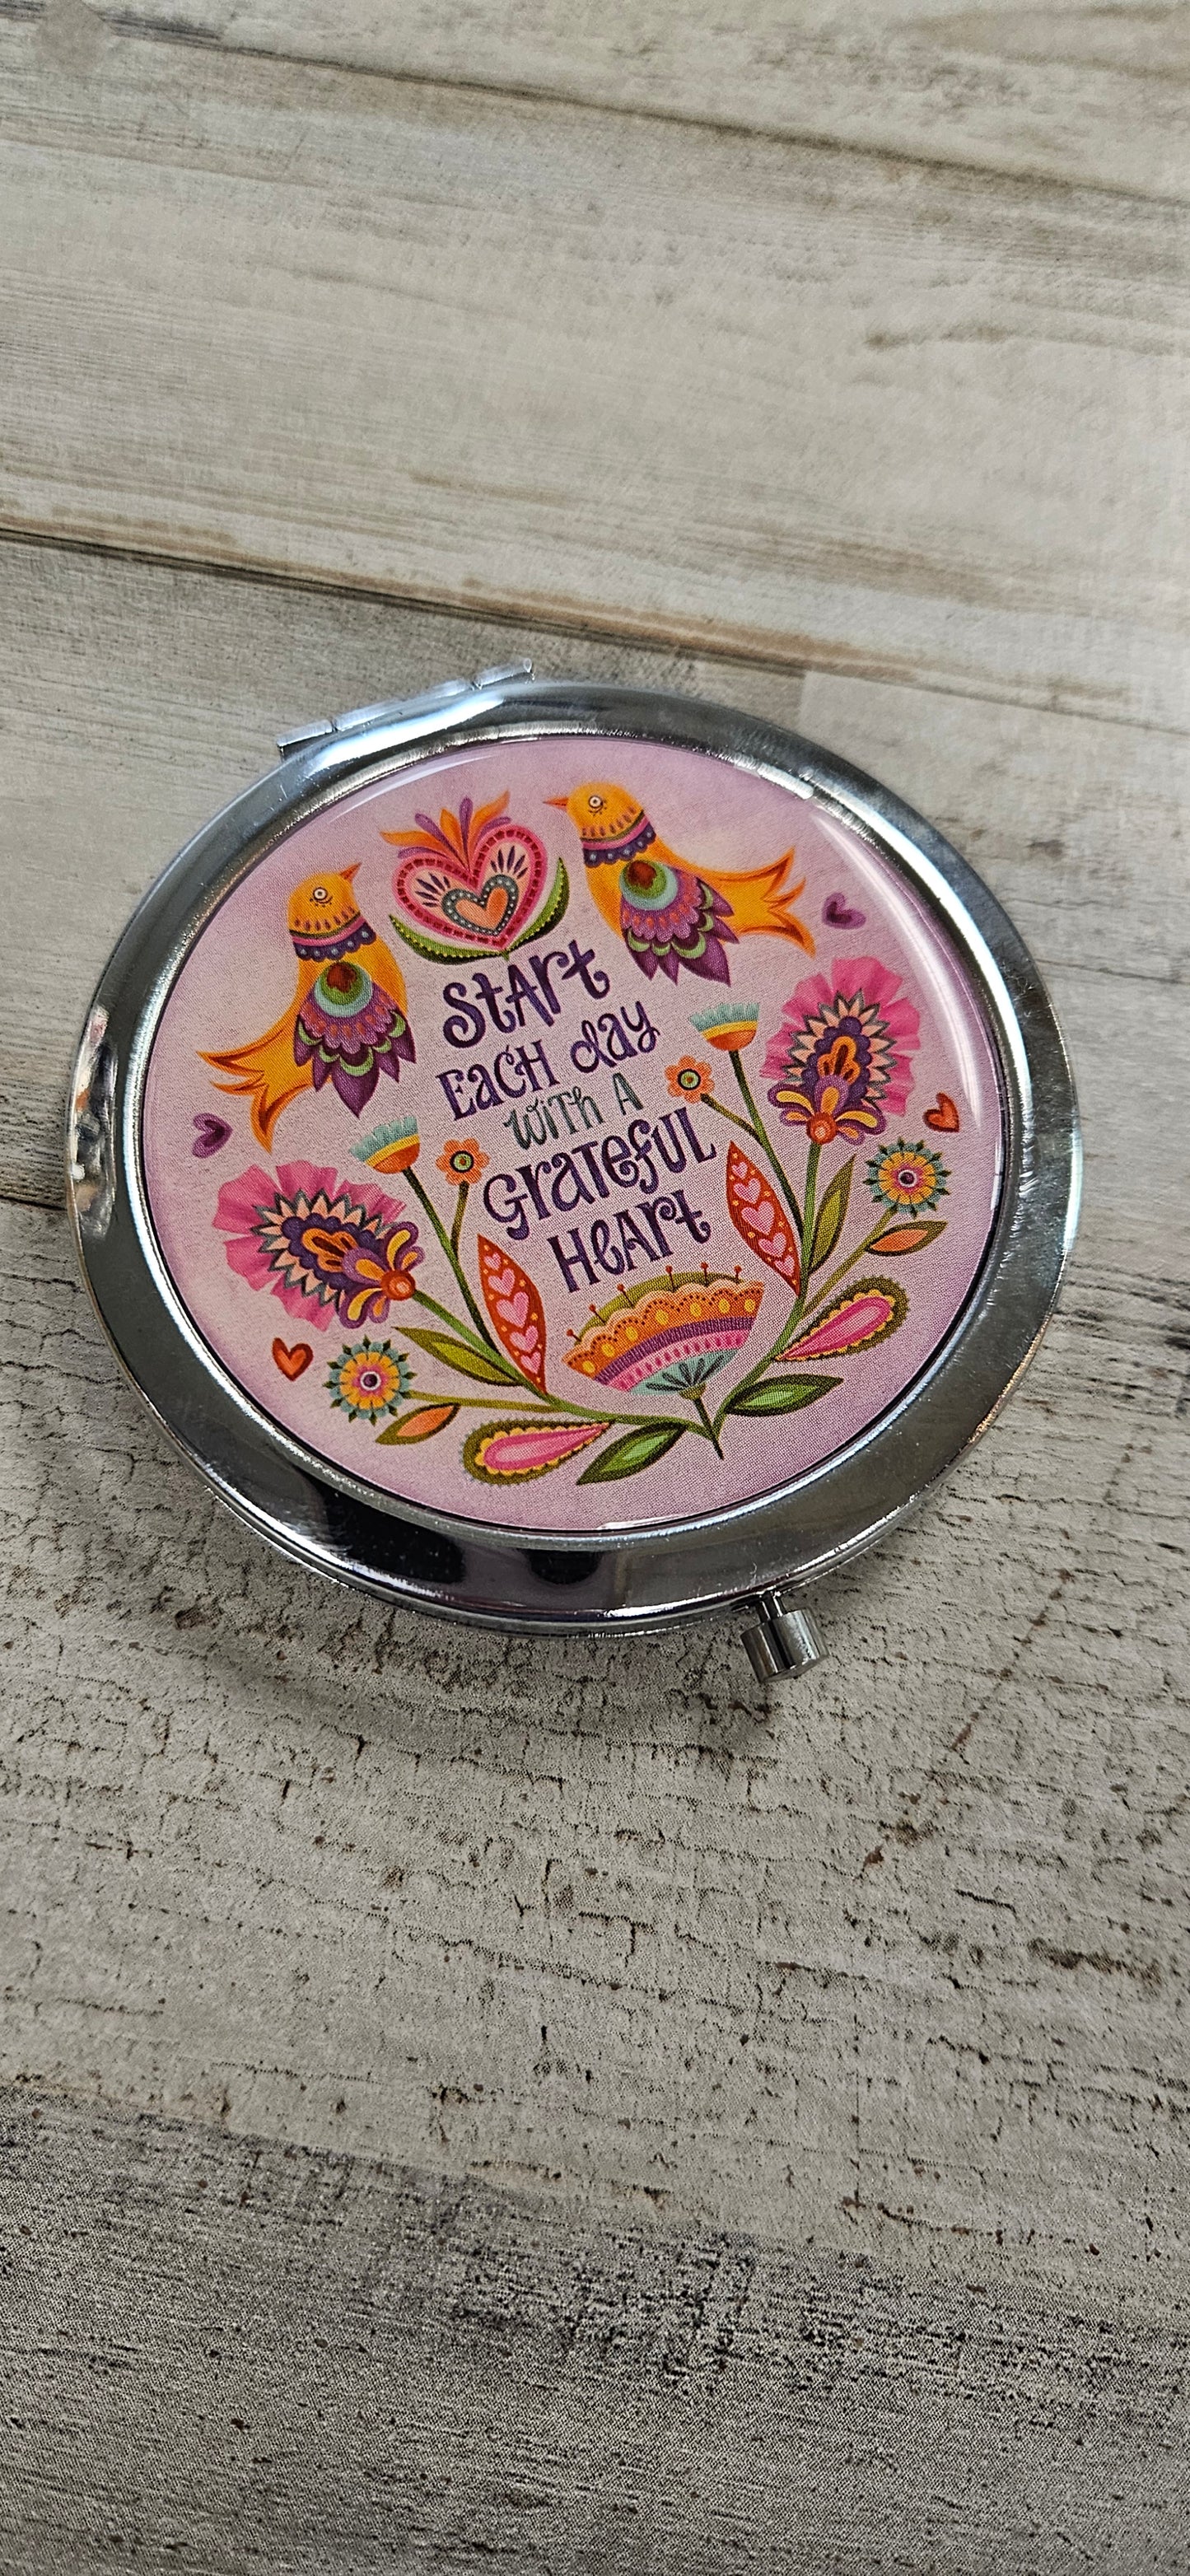 Start
Each day
with a
Grateful
Heart